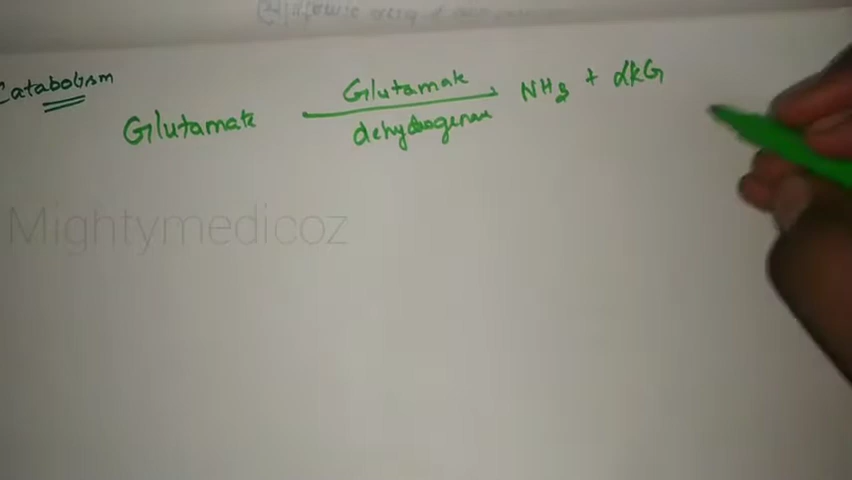 Catabolism
Glutamate
Glutamate
dehydrogenase
NH3 + αKG
Mightymedicoz